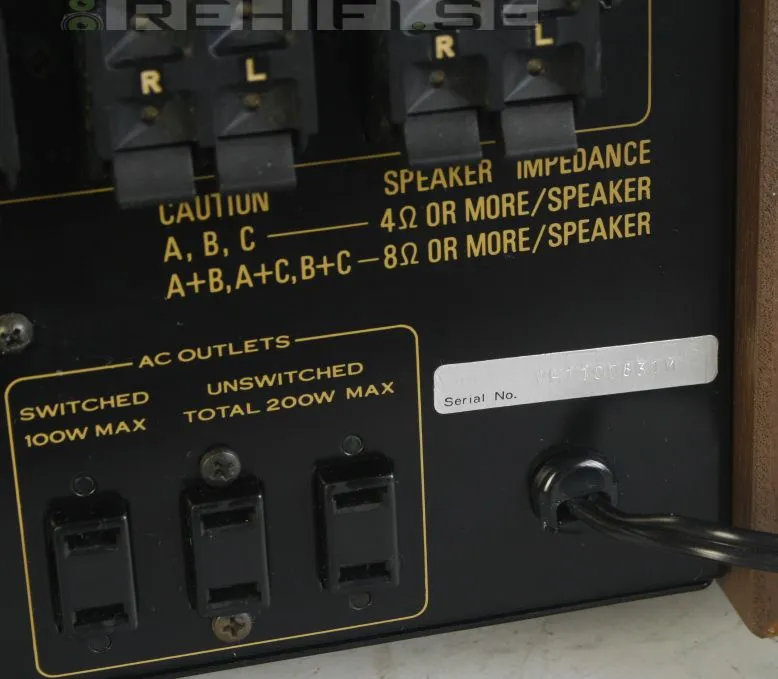 R L
R L
CAUTION
SPEAKER IMPEDANCE
A, B, C — 4Ω OR MORE/SPEAKER
A+B, A+C, B+C — 8Ω OR MORE/SPEAKER
AC OUTLETS
SWITCHED
100W MAX
UNSWITCHED
TOTAL 200W MAX
Serial No.